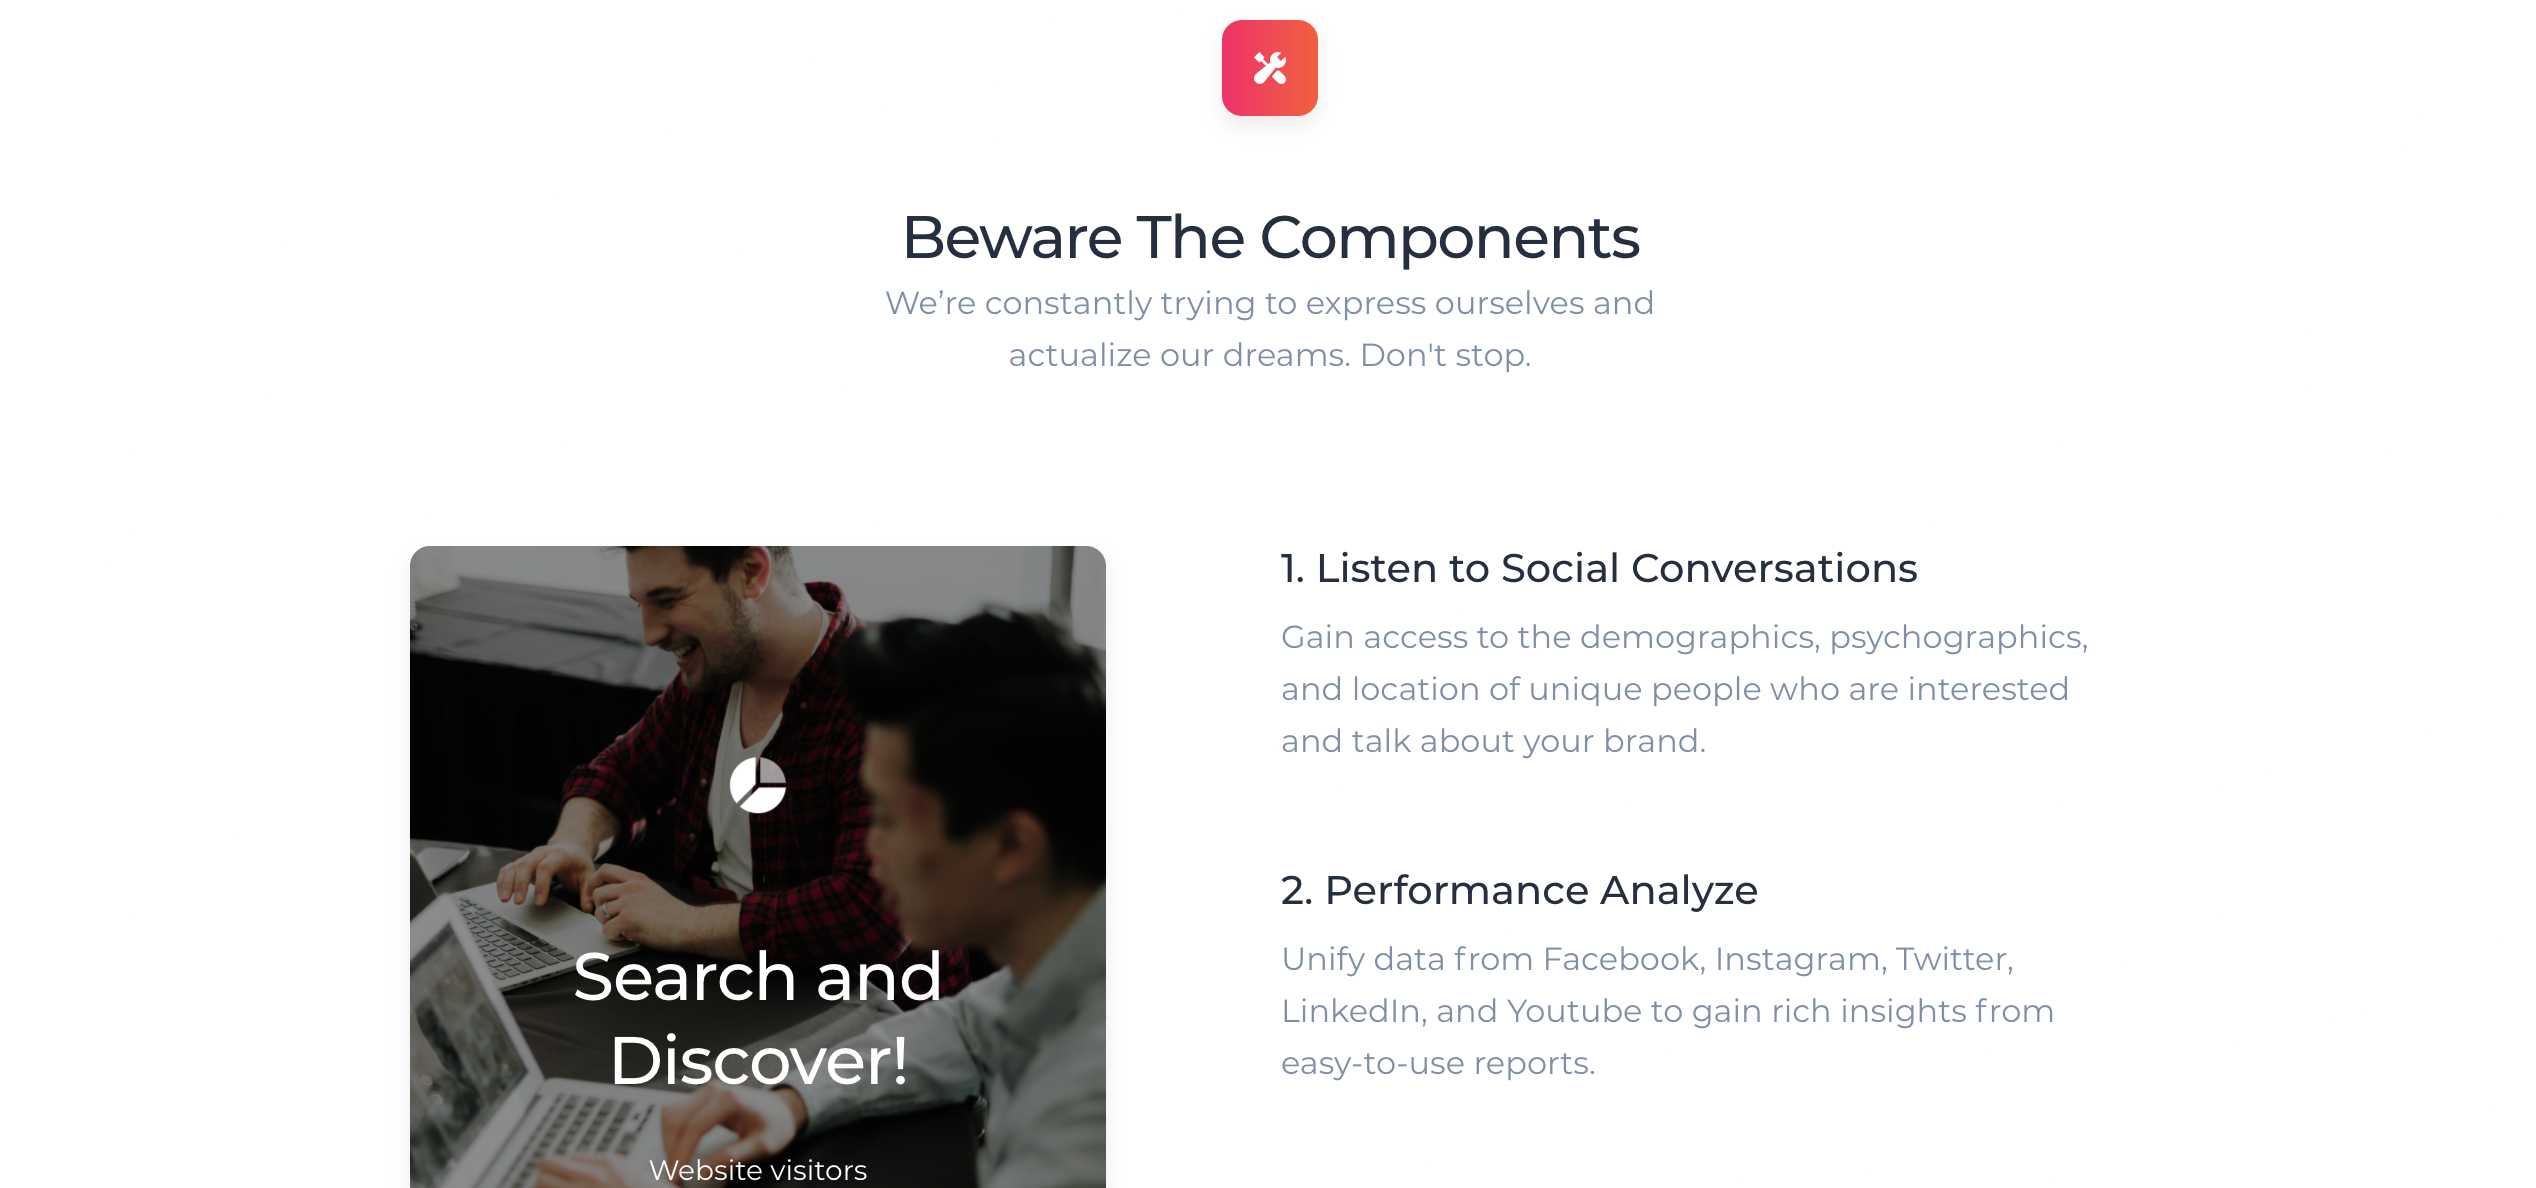 Beware The Components
We’re constantly trying to express ourselves and
actualize our dreams. Don't stop.
Search and
Discover!
Website visitors
1. Listen to Social Conversations
Gain access to the demographics, psychographics,
and location of unique people who are interested
and talk about your brand.
2. Performance Analyze
Unify data from Facebook, Instagram, Twitter,
LinkedIn, and Youtube to gain rich insights from
easy-to-use reports.